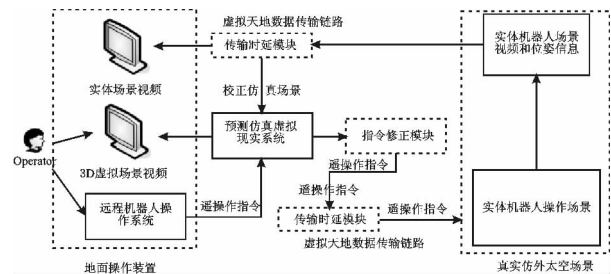 虚拟天地数据传输链路
传输时延模块
实体机器人场景
视频和位姿信息
实体场景视频
校正仿 真场景
预测仿真虚拟
现实系统
指令修正模块
Operator
3D虚拟场景视频
遥操作指令
远程机器人操
作系统
遥操作指令
遥操作指令
传输时延模块
遥操作指令
实体机器人操作场景
虚拟天地数据传输链路
地面操作装置
真实仿外太空场景